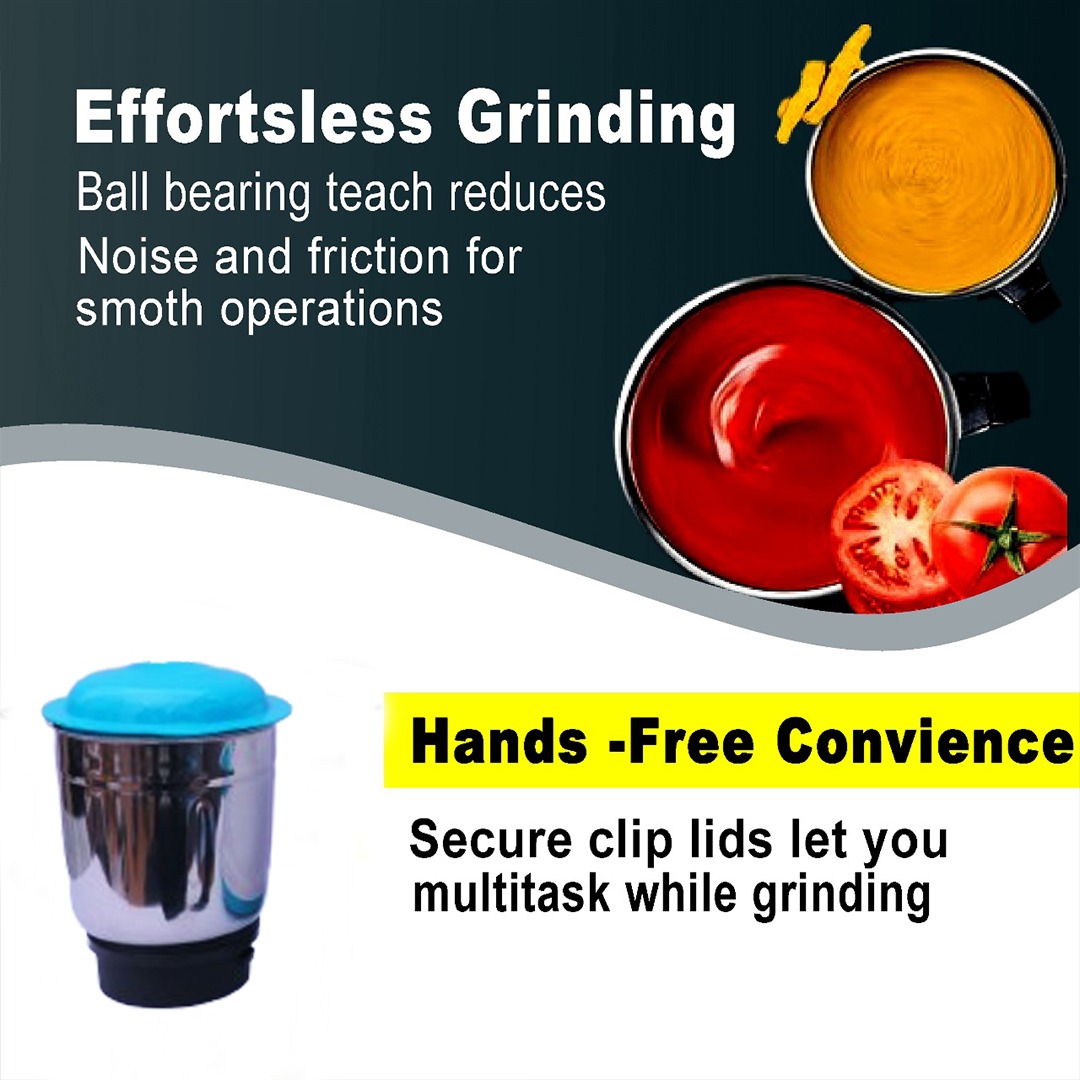 Effortsless Grinding
Ball bearing teach reduces
Noise and friction for
smoth operations
Hands -Free Convience
Secure clip lids let you
multitask while grinding